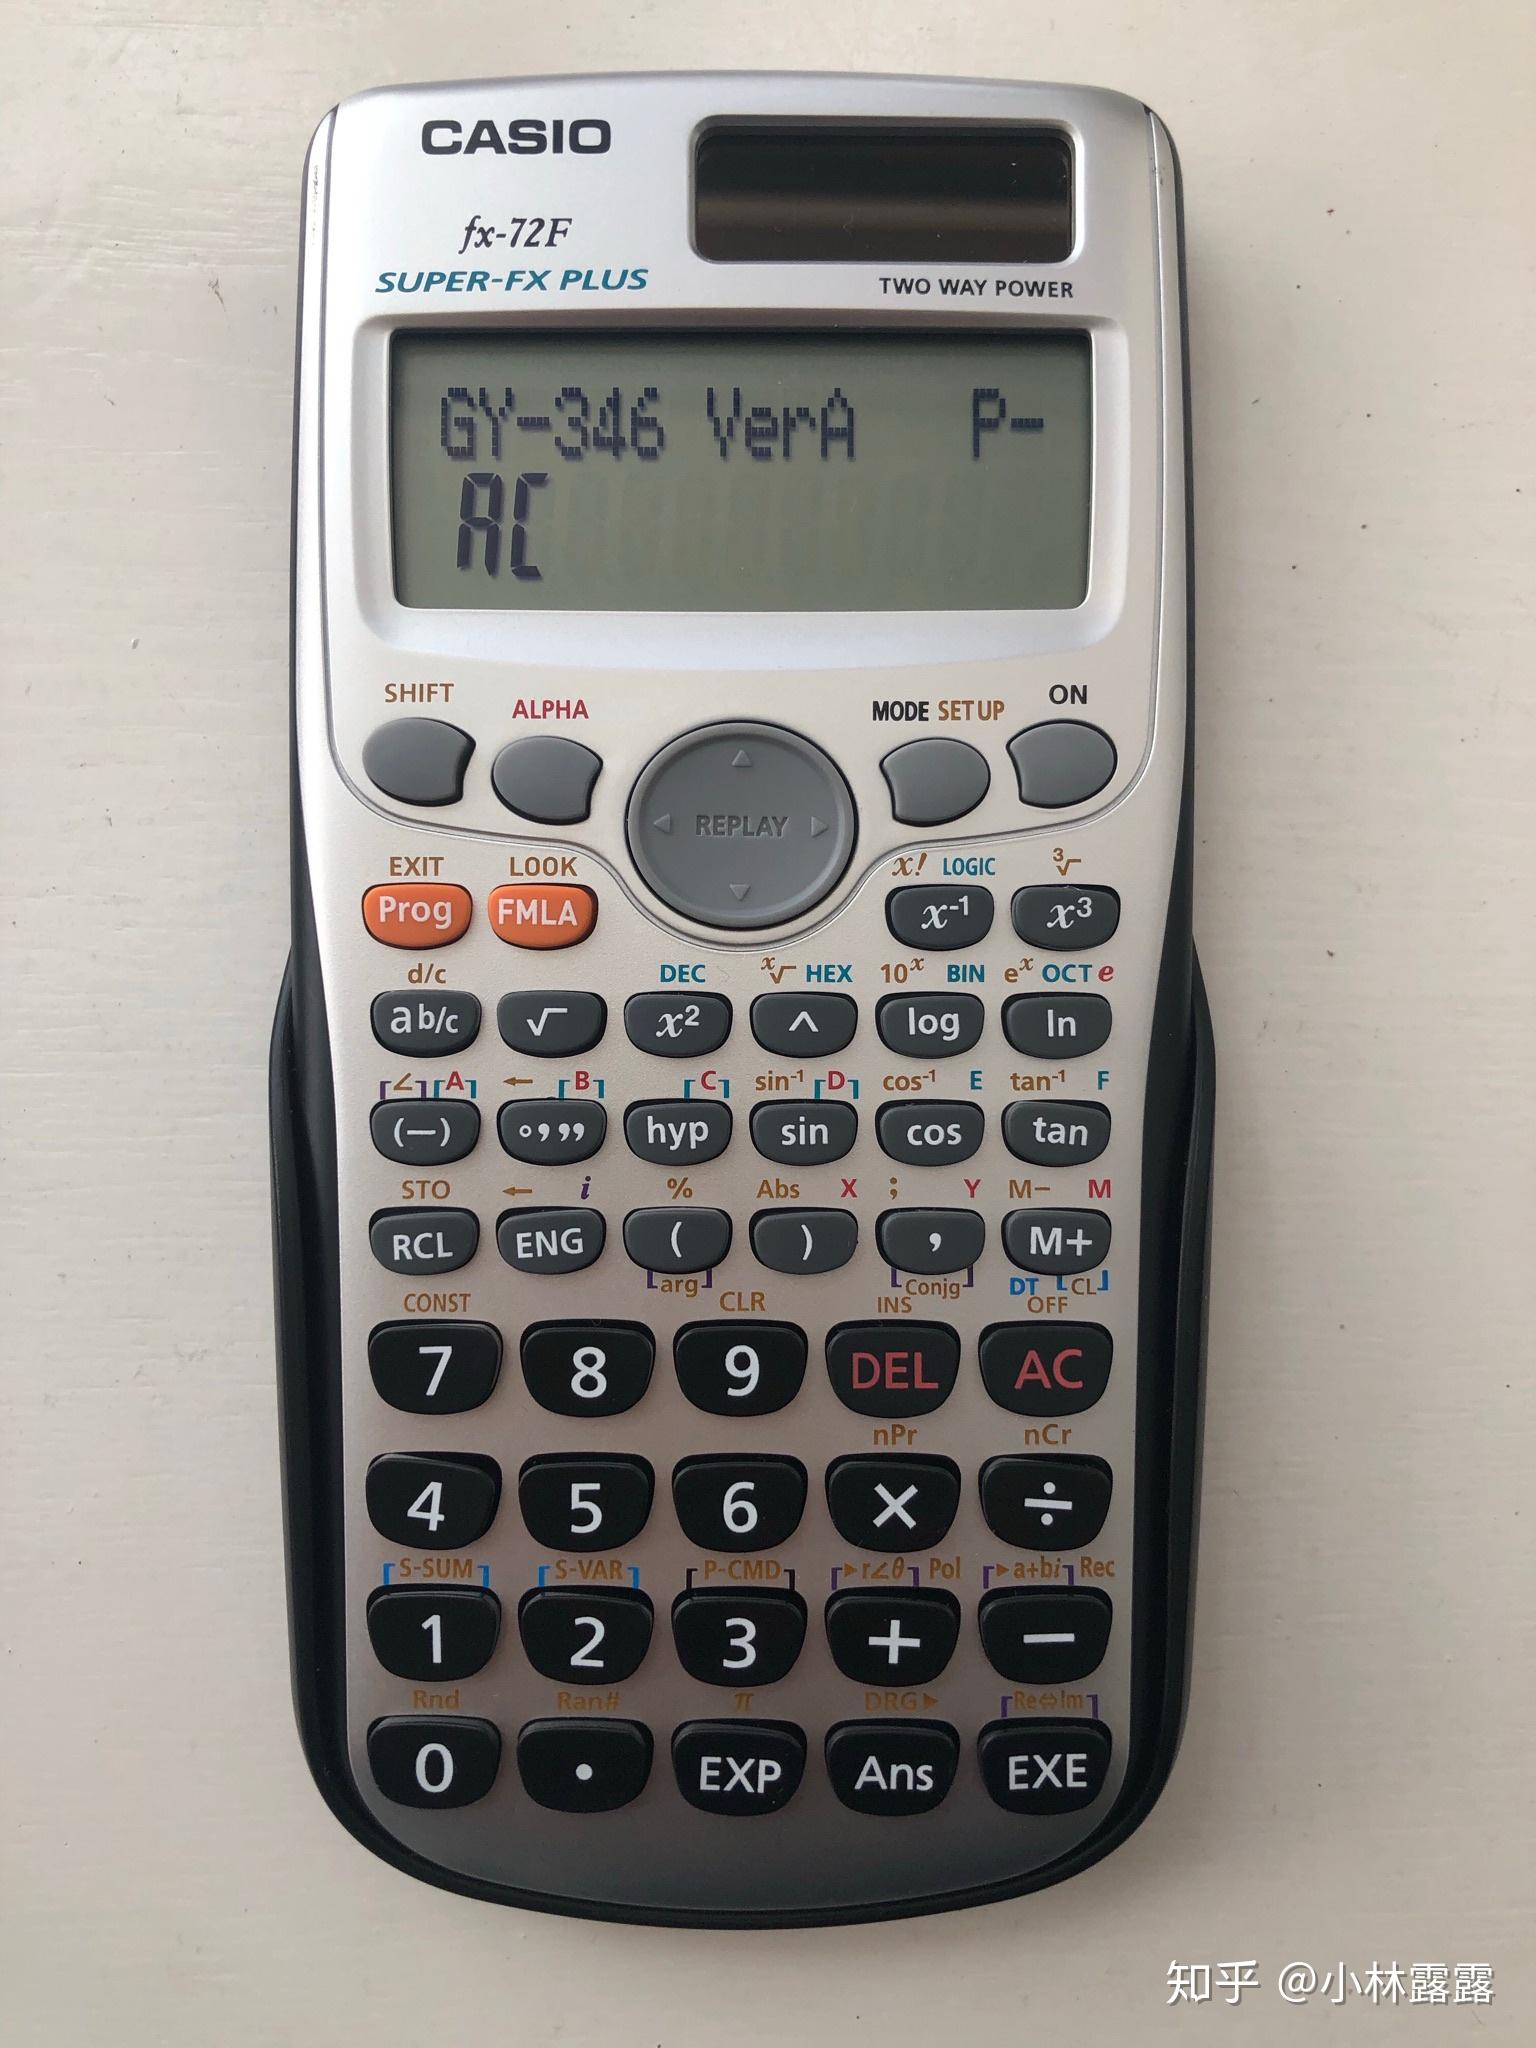 CASIO
fx-72F
SUPER-FX PLUS
TWO WAY POWER
GY-346 VerA P-
AC
SHIFT ALPHA MODE SETUP ON
REPLAY
EXIT LOOK x! LOGIC ³√
Prog FMLA x⁻¹ x³
d/c DEC ˣ√ HEX 10ˣ BIN eˣ OCT e
ab/c √ x² ^ log ln
∠ A ← B C sin⁻¹ D cos⁻¹ E tan⁻¹ F
(—) °,,, hyp sin cos tan
STO ← i % Abs X ; Y M– M
RCL ENG ( ) , M+
arg Conjg DT CL
CONST CLR INS OFF
7 8 9 DEL AC
nPr nCr
4 5 6 × ÷
S-SUM S-VAR P-CMD ▶r∠θ Pol ▶a+bi Rec
1 2 3 + −
Rnd Ran# π DRG▶ Re⇔Im
0 . EXP Ans EXE
知乎 @小林露露